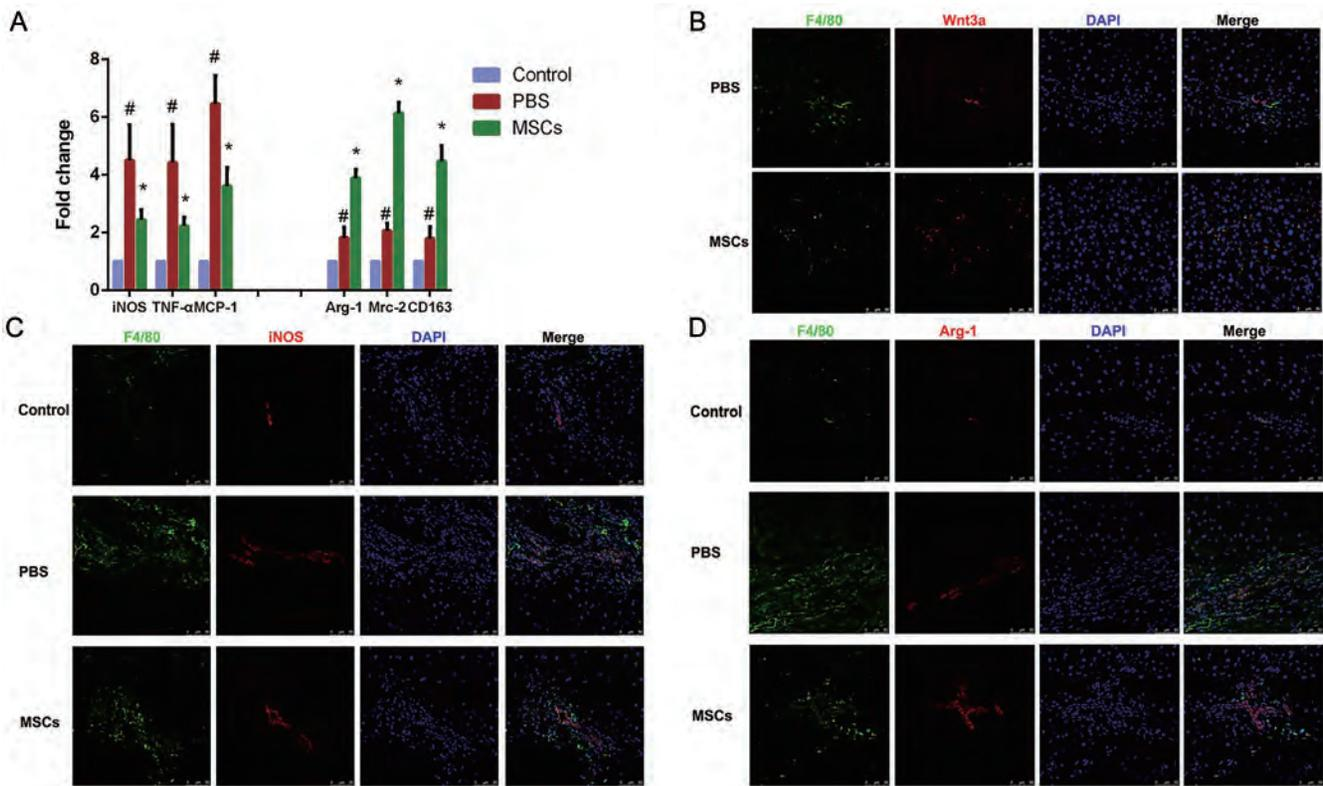 A
Fold change
8
6
4
2
0
# # # * * * # # # * * *
Control
PBS
MSCs
iNOS TNF-α MCP-1 Arg-1 Mrc-2 CD163
B
F4/80 Wnt3a DAPI Merge
PBS
MSCs
C
F4/80 iNOS DAPI Merge
Control
PBS
MSCs
D
F4/80 Arg-1 DAPI Merge
Control
PBS
MSCs